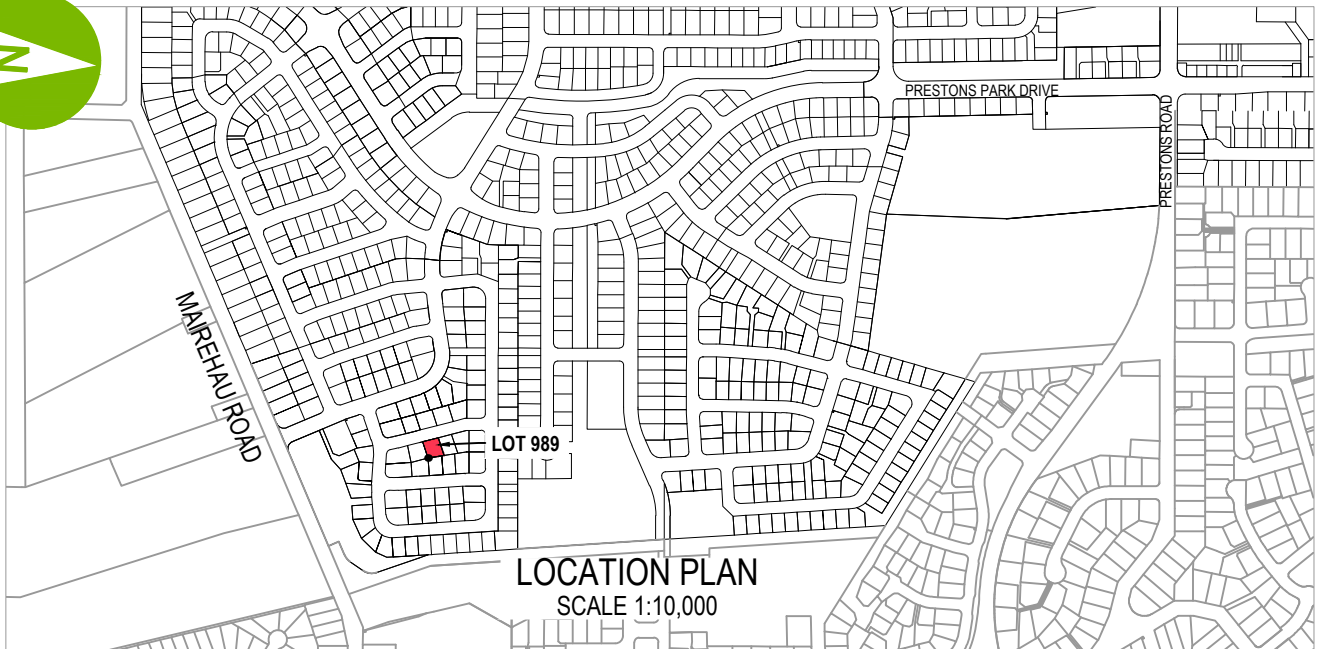 N
PRESTONS PARK DRIVE
PRESTONS ROAD
MAIREHAU ROAD
LOT 989
LOCATION PLAN
SCALE 1:10,000